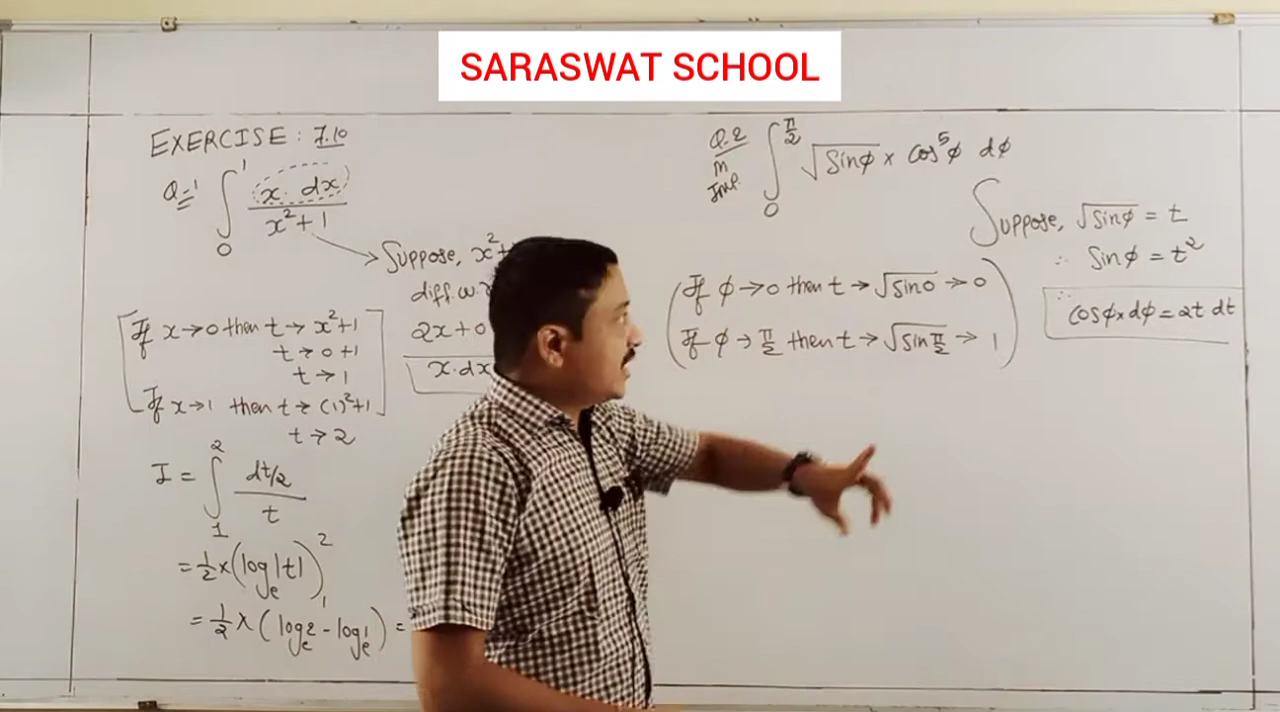 SARASWAT SCHOOL
EXERCISE: 7.10
Q-1 ∫₀¹ x. dx / x²+1
Suppose, x²+
diff. w.
2x+0
x.dx
[If x→0 then t→ x²+1
t→ 0+1
t→ 1
If x→1 then t→ (1)²+1]
t→2
I = ∫₁² dt/2 / t
= 1/2 × (logₑ|t|)₁²
= 1/2 × (logₑ2 - logₑ1) =
Q.2 ∫₀^(π/2) √sinϕ × cos⁵ϕ dϕ
m
Imp.
Suppose, √sinϕ = t
∴ sinϕ = t²
∴ cosϕ×dϕ = 2t dt
(If ϕ→0 then t→ √sin0 → 0
If ϕ→ π/2 then t→ √sin π/2 → 1)